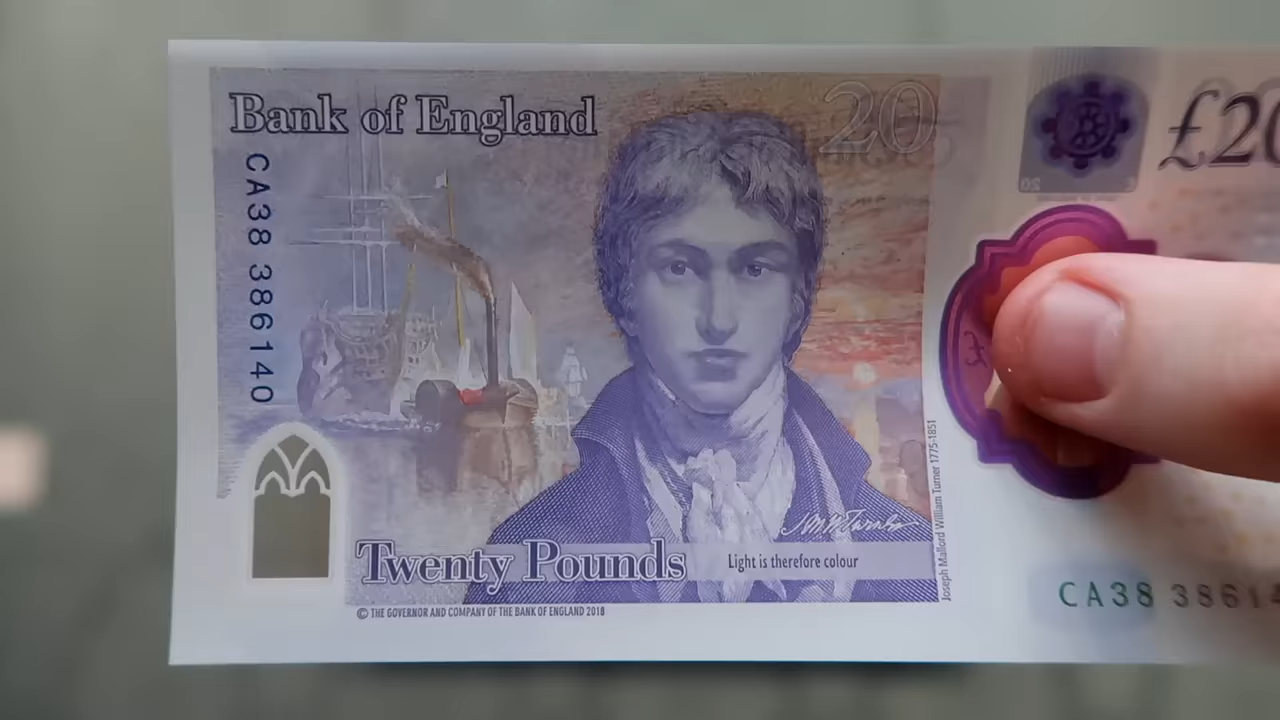 Bank of England
20
£20
CA38 386140
Joseph Mallord William Turner 1775-1851
J M W Turner
Twenty Pounds
Light is therefore colour
© THE GOVERNOR AND COMPANY OF THE BANK OF ENGLAND 2018
CA38 3861